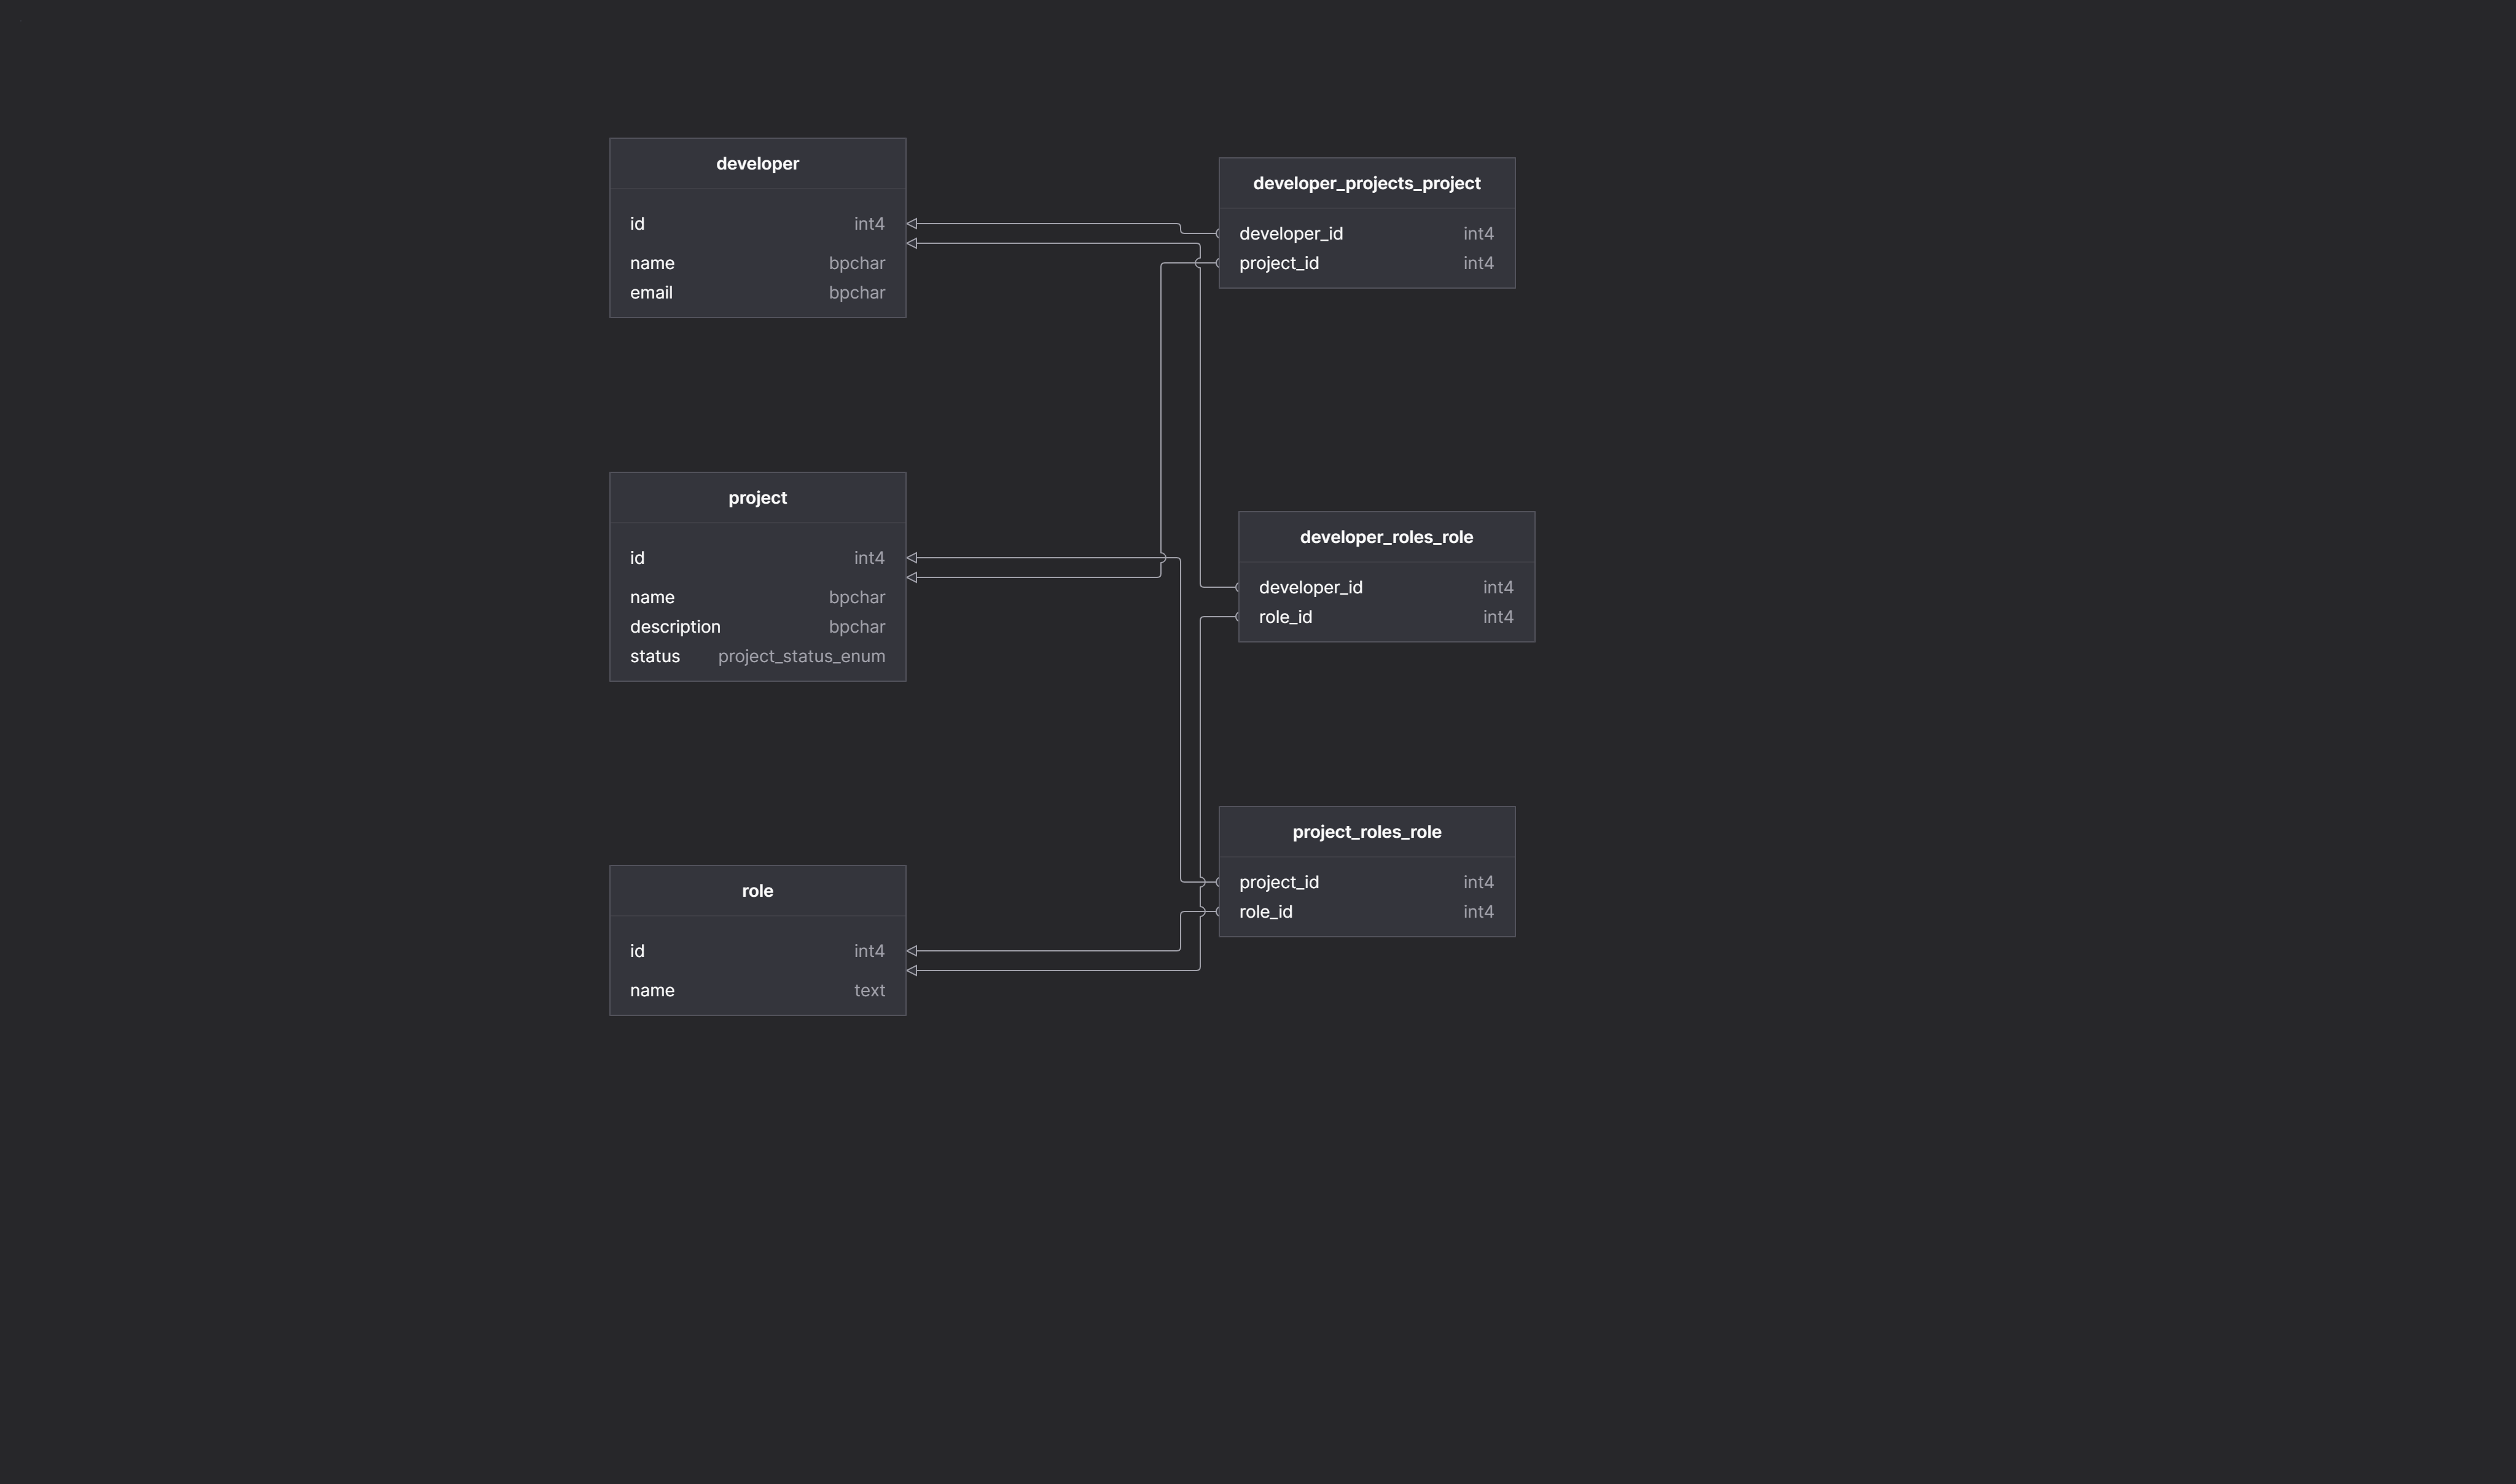 developer
id int4
name bpchar
email bpchar
developer_projects_project
developer_id int4
project_id int4
project
id int4
name bpchar
description bpchar
status project_status_enum
developer_roles_role
developer_id int4
role_id int4
role
id int4
name text
project_roles_role
project_id int4
role_id int4